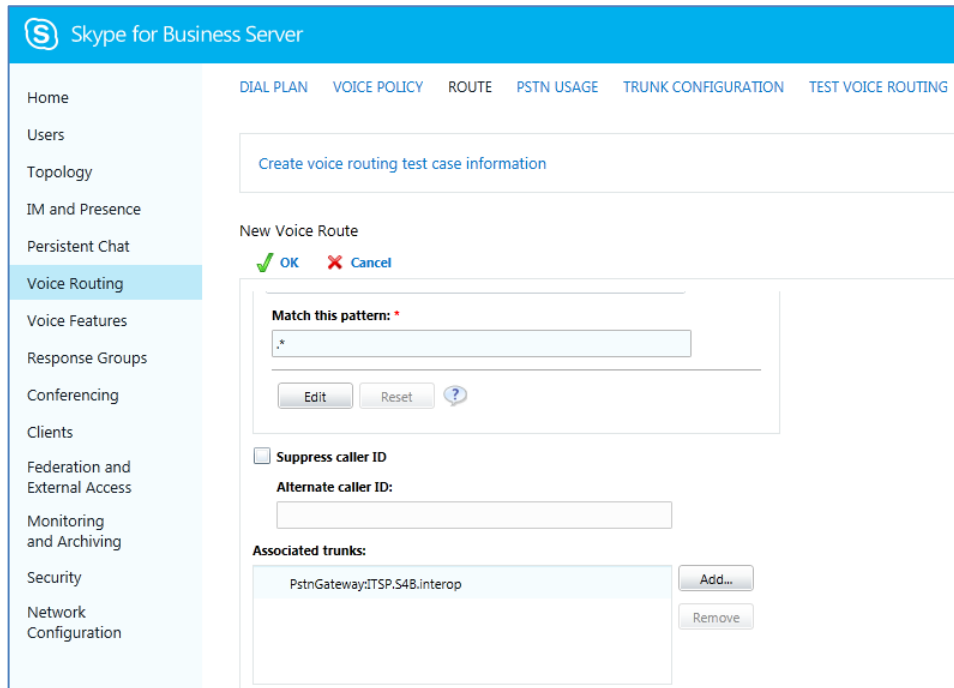 Skype for Business Server
Home
Users
Topology
IM and Presence
Persistent Chat
Voice Routing
Voice Features
Response Groups
Conferencing
Clients
Federation and
External Access
Monitoring
and Archiving
Security
Network
Configuration
DIAL PLAN VOICE POLICY ROUTE PSTN USAGE TRUNK CONFIGURATION TEST VOICE ROUTING
Create voice routing test case information
New Voice Route
OK Cancel
Match this pattern: *
.*
Edit Reset ?
Suppress caller ID
Alternate caller ID:
Associated trunks:
PstnGateway:ITSP.S4B.interop
Add...
Remove